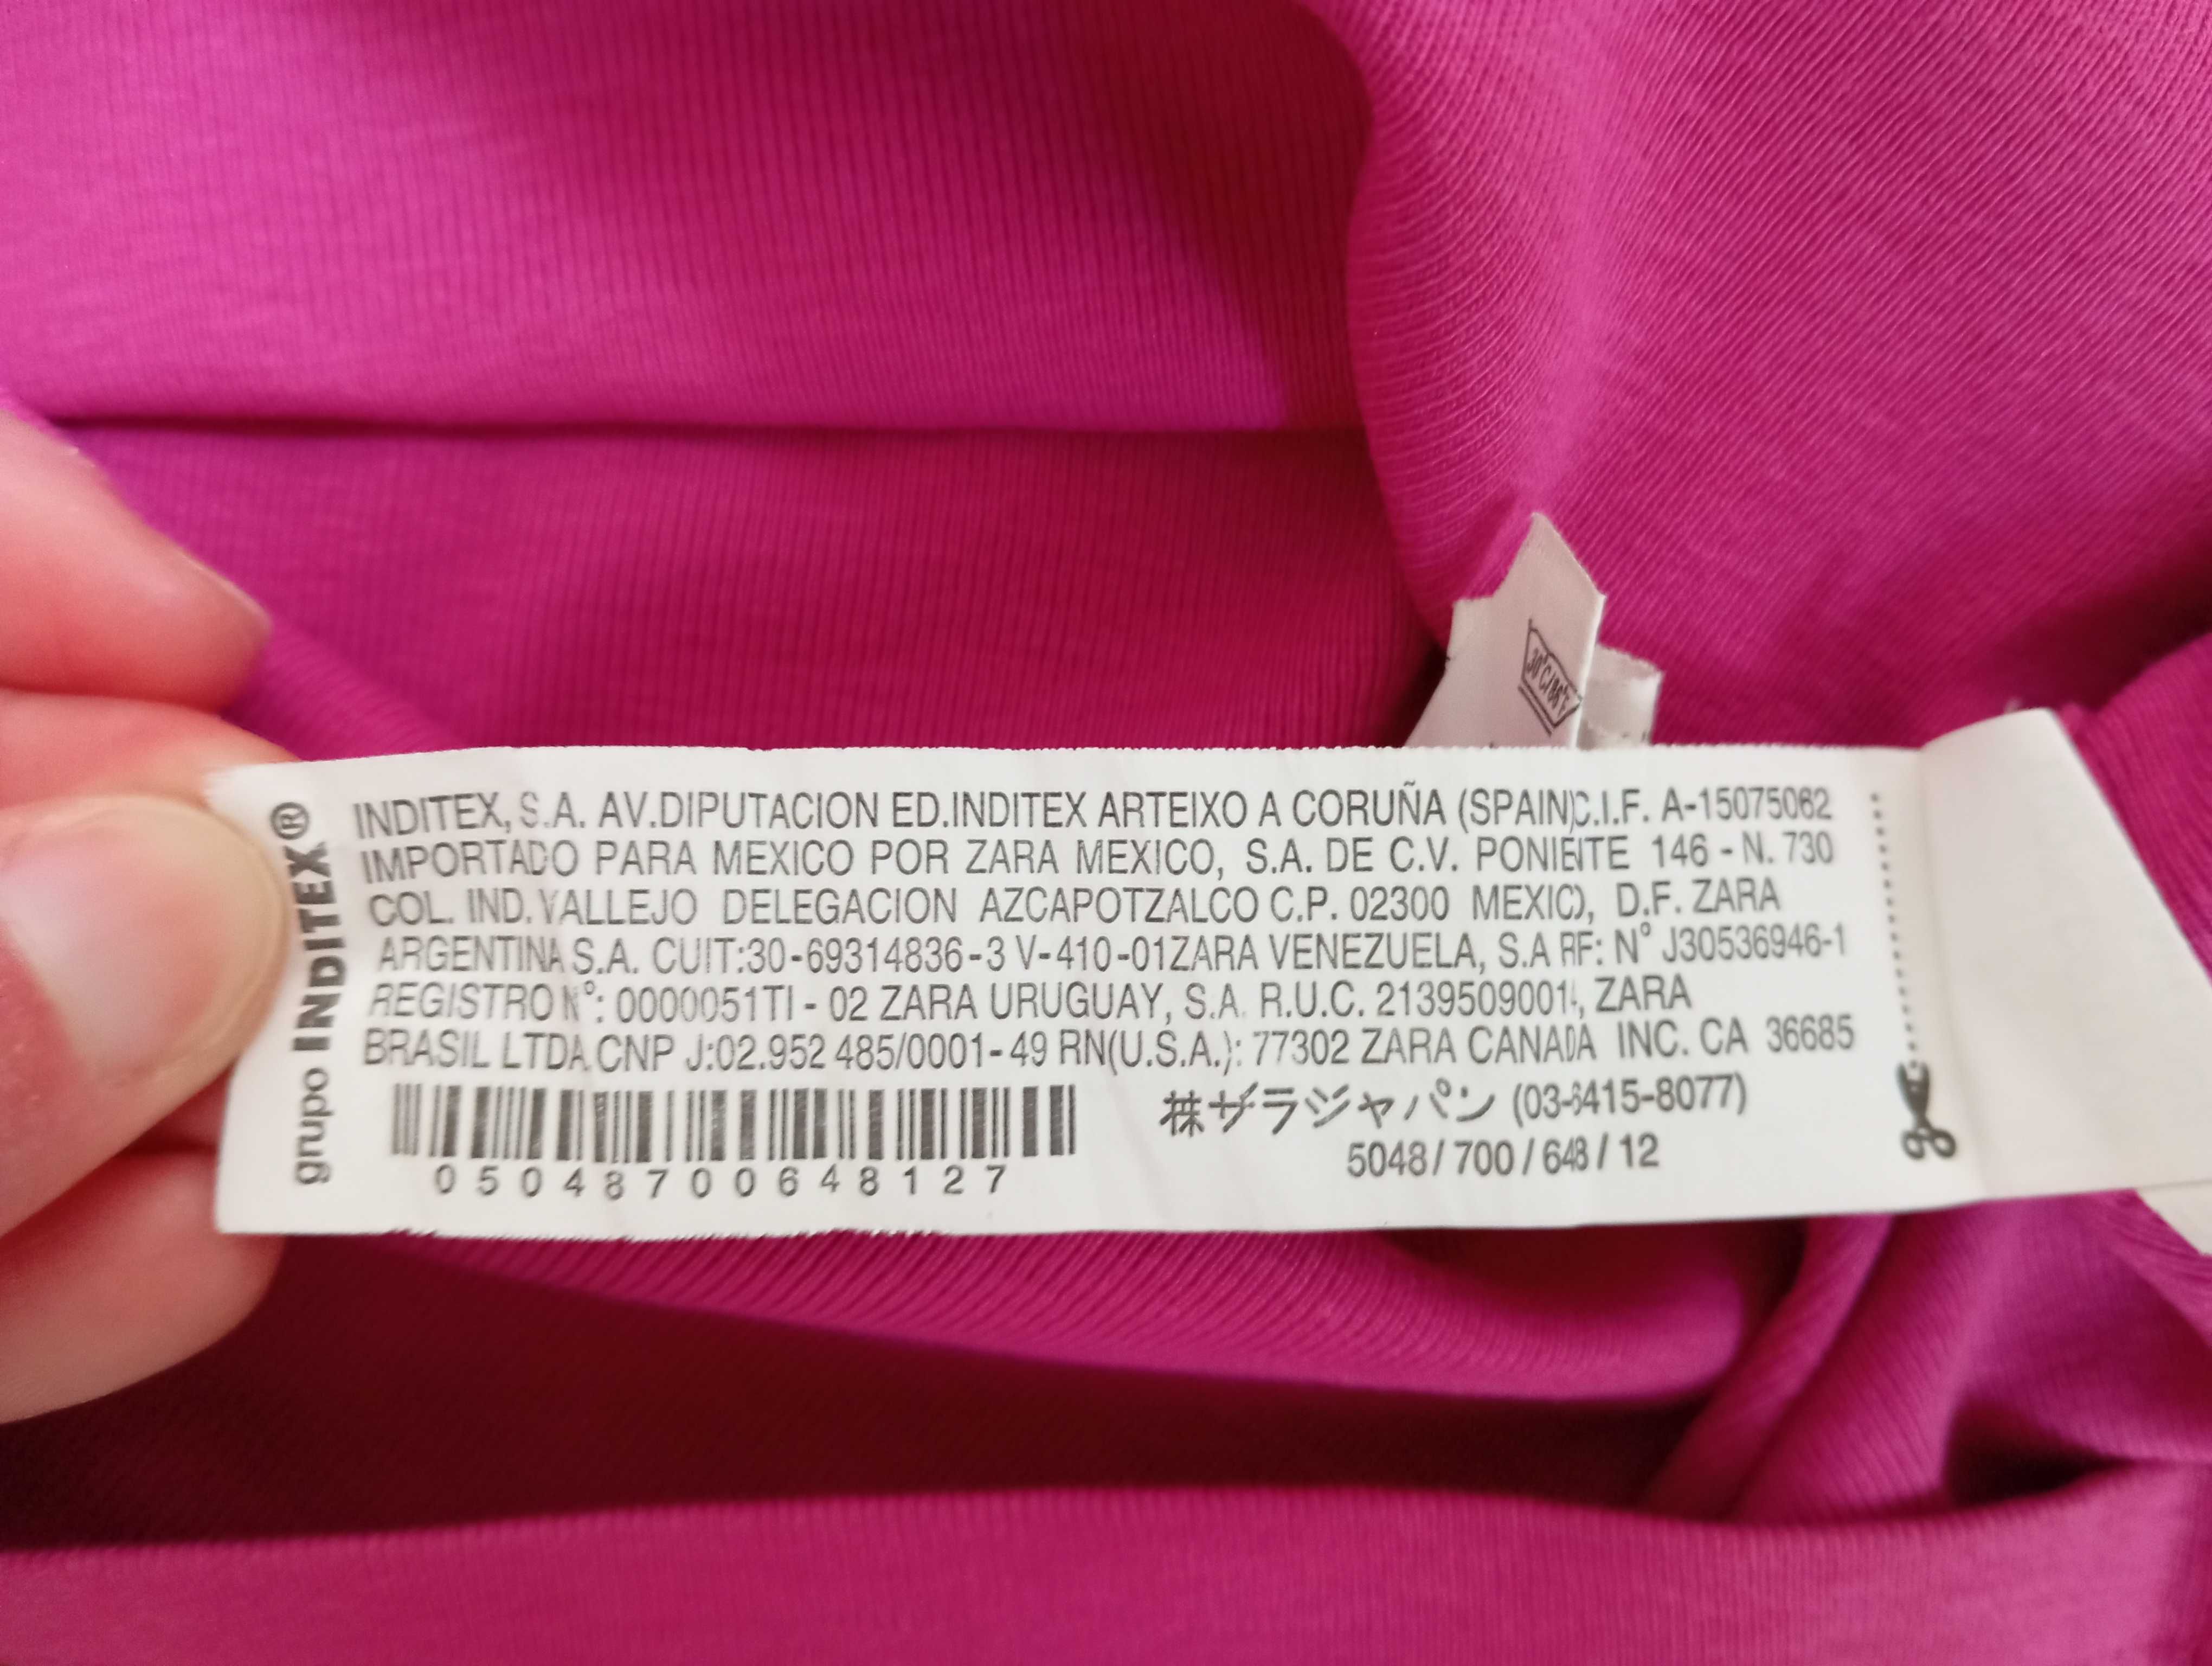 grupo INDITEX®
INDITEX, S.A. AV.DIPUTACION ED.INDITEX ARTEIXO A CORUÑA (SPAIN)C.I.F. A-15075062
IMPORTADO PARA MEXICO POR ZARA MEXICO, S.A. DE C.V. PONIENTE 146 - N. 730
COL. IND. VALLEJO DELEGACION AZCAPOTZALCO C.P. 02300 MEXICO, D.F. ZARA
ARGENTINA S.A. CUIT:30-69314836-3 V-410-01ZARA VENEZUELA, S.A RF: N° J30536946-1
REGISTRO N°: 0000051TI - 02 ZARA URUGUAY, S.A. R.U.C. ZARA
BRASIL LTDA.CNP J:02.952 485/0001-49 RN(U.S.A.): 77302 ZARA CANADA INC. CA 36685
㈱ザラジャパン (03-6415-8077)
5048/700/648/12
05048700648127
30°C/86°F